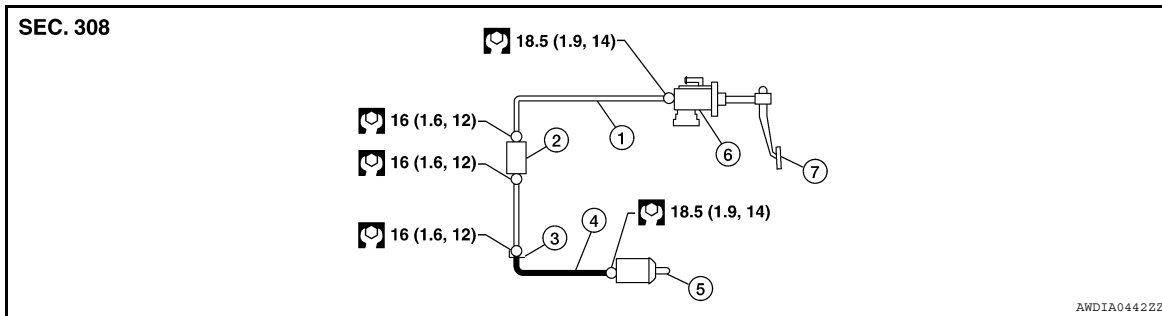 SEC. 308
18.5 (1.9, 14)
16 (1.6, 12)
2
1
6
16 (1.6, 12)
7
18.5 (1.9, 14)
4
16 (1.6, 12)
3
5
AWDIA0442ZZ